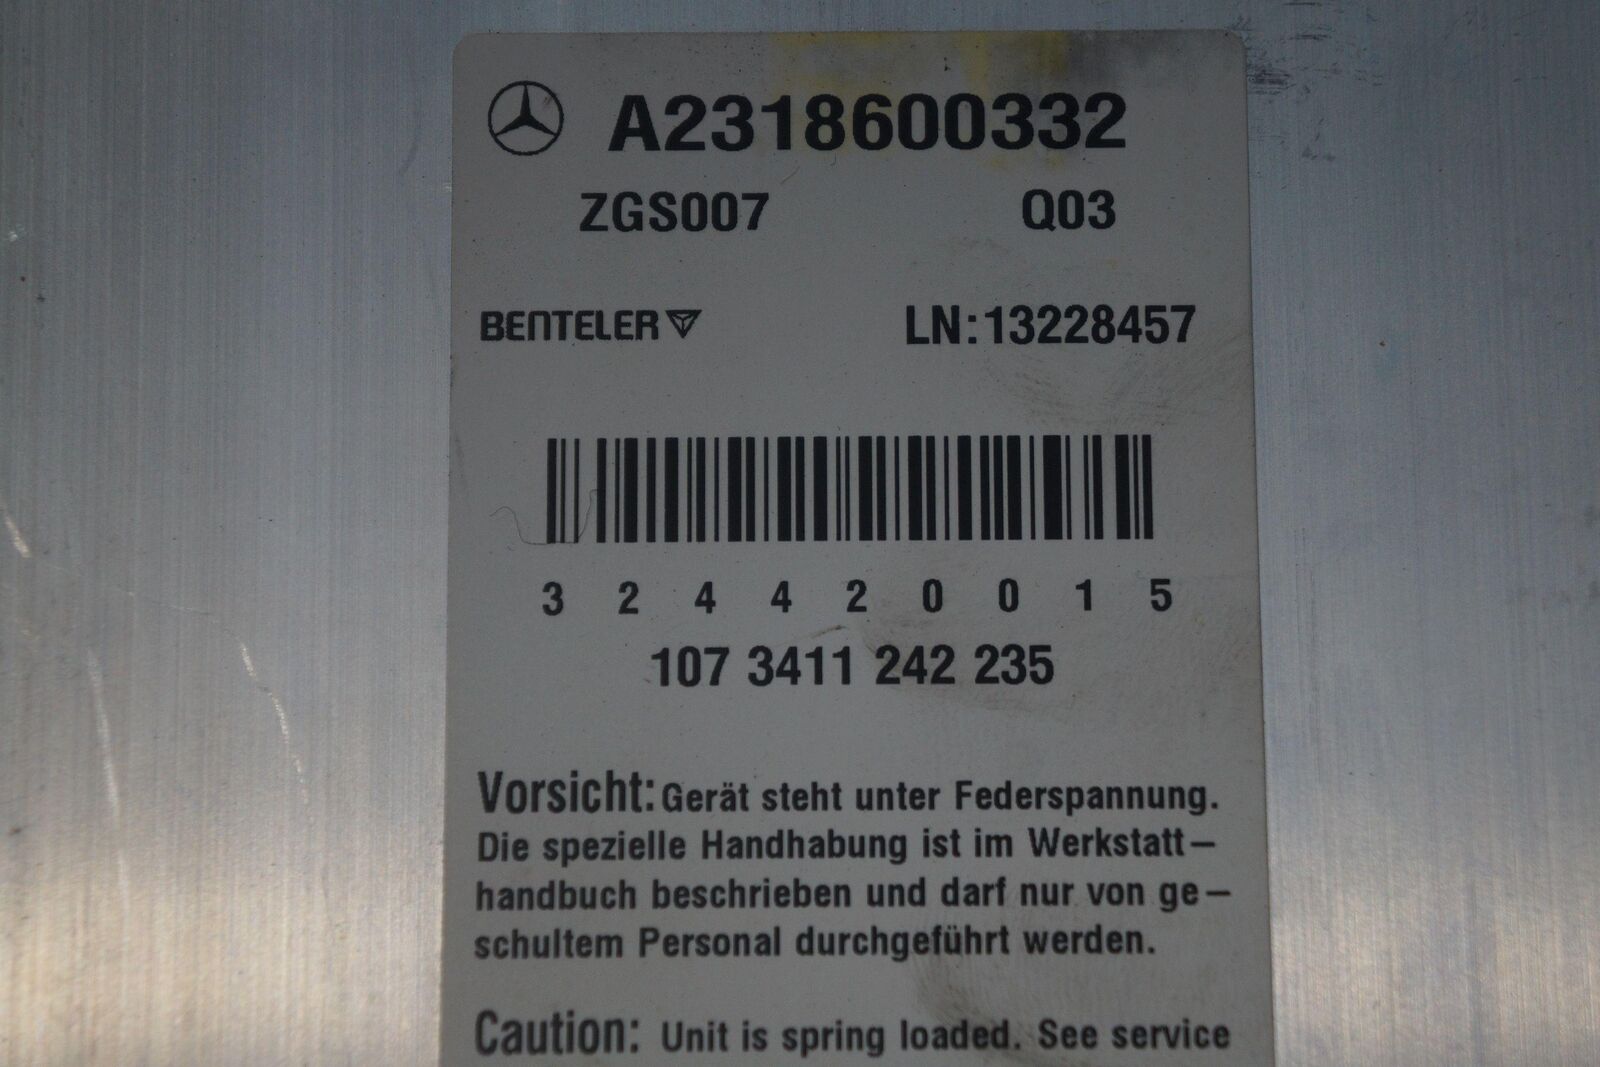 A2318600332
ZGS007 Q03
BENTELER LN:13228457
3 2 4 4 2 0 0 1 5
107 3411 242 235
Vorsicht: Gerät steht unter Federspannung.
Die spezielle Handhabung ist im Werkstatt-
handbuch beschrieben und darf nur von ge-
schultem Personal durchgeführt werden.
Caution: Unit is spring loaded. See service